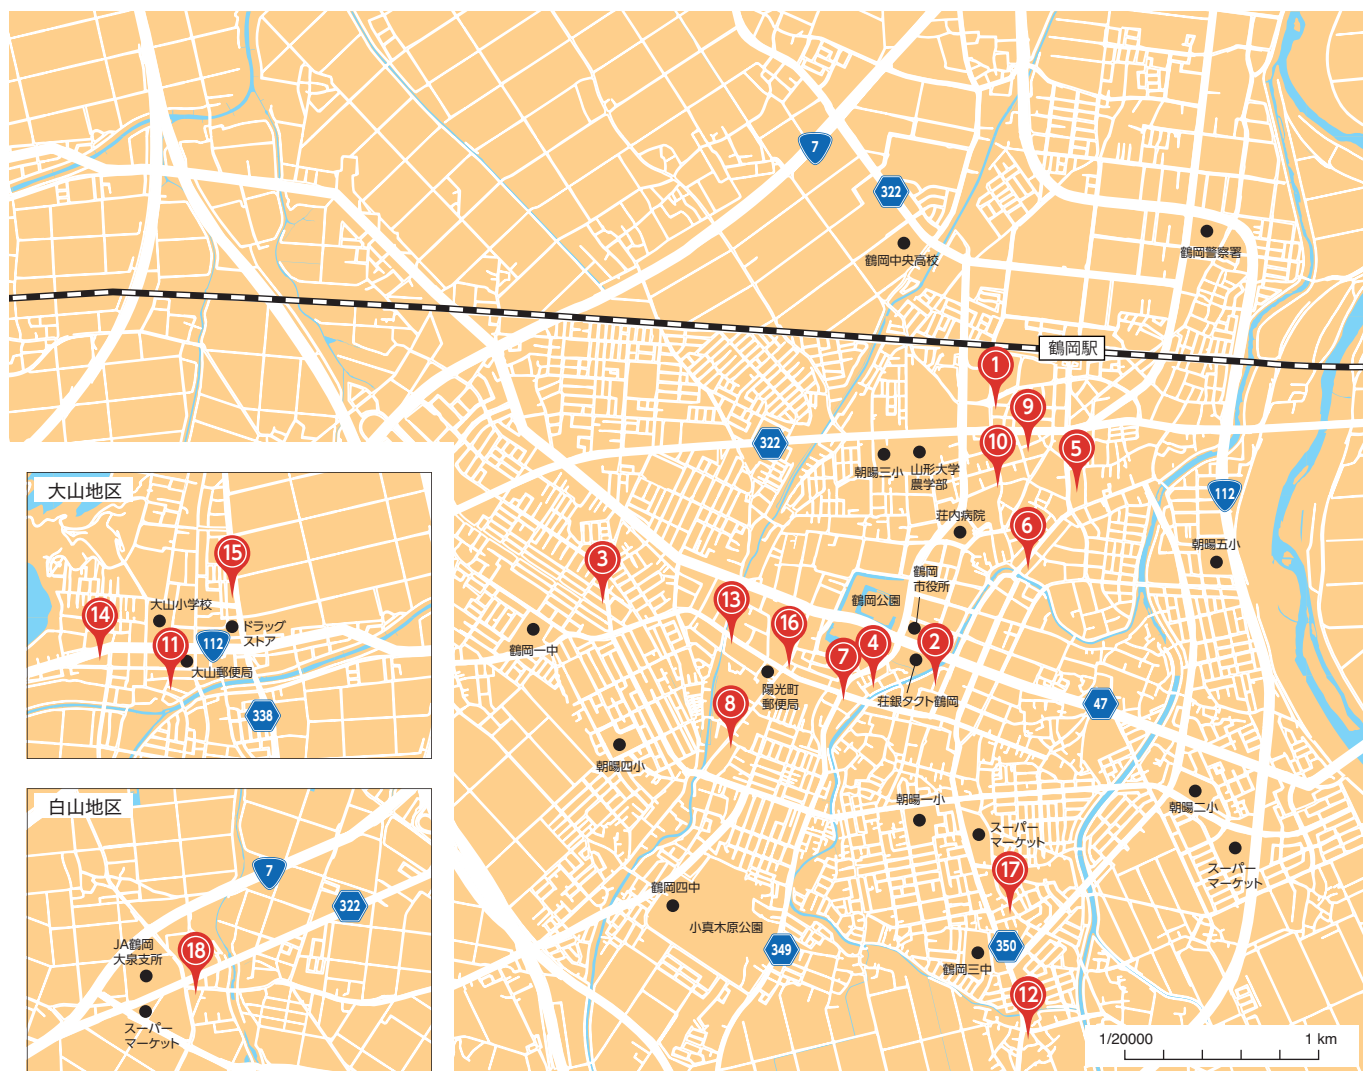 7
322
鶴岡中央高校
鶴岡警察署
鶴岡駅
1
9
322
10
5
朝暘三小
山形大学
農学部
112
荘内病院
6
朝暘五小
3
鶴岡
市役所
鶴岡公園
13
16
鶴岡一中
7
4
2
陽光町
郵便局
荘銀タクト鶴岡
8
47
朝暘四小
朝暘一小
朝暘二小
スーパー
マーケット
スーパー
マーケット
17
鶴岡四中
小真木原公園
349
350
鶴岡三中
12
1/20000
1 km
大山地区
15
14
大山小学校
ドラッグ
ストア
11
112
大山郵便局
338
白山地区
7
322
JA鶴岡
大泉支所
18
スーパー
マーケット